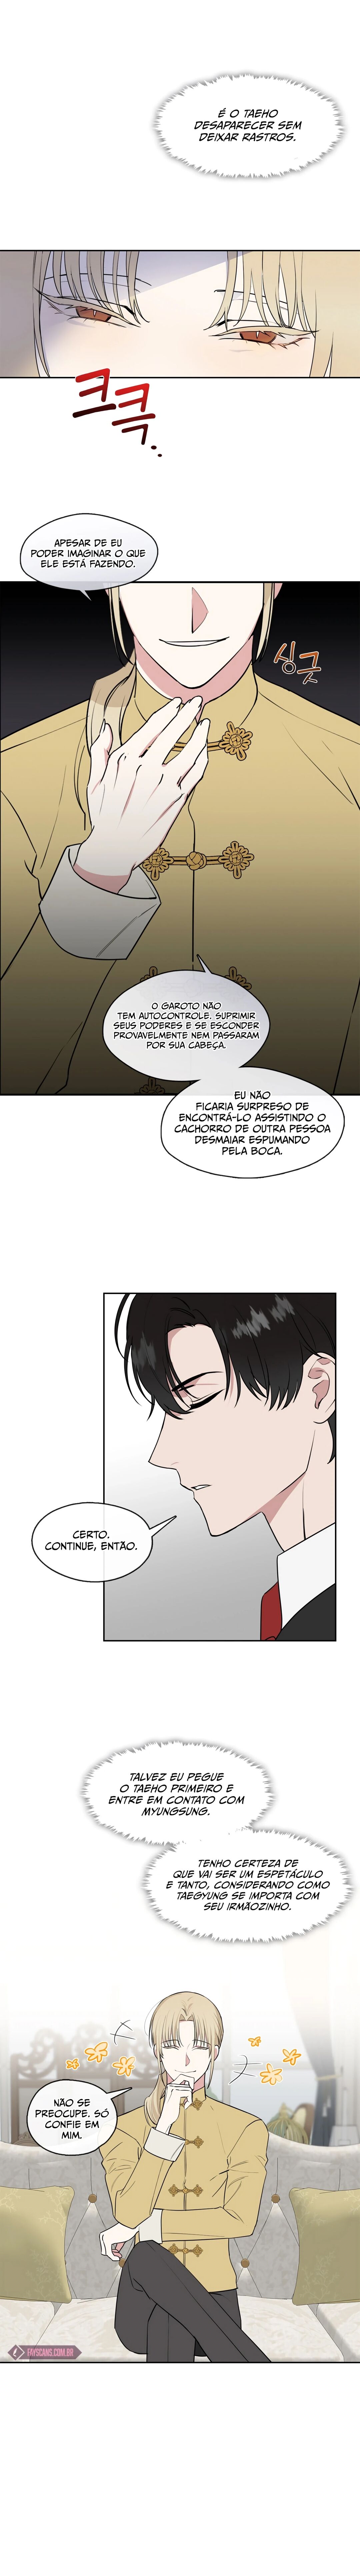 É O TAEHO
DESAPARECER SEM
DEIXAR RASTROS.
크큭
APESAR DE EU
PODER IMAGINAR O QUE
ELE ESTÁ FAZENDO.
싱긋
O GAROTO NÃO
TEM AUTOCONTROLE. SUPRIMIR
SEUS PODERES E SE ESCONDER
PROVAVELMENTE NEM PASSARAM
POR SUA CABEÇA.
EU NÃO
FICARIA SURPRESO DE
ENCONTRÁ-LO ASSISTINDO O
CACHORRO DE OUTRA PESSOA
DESMAIAR ESPUMANDO
PELA BOCA.
CERTO.
CONTINUE, ENTÃO.
TALVEZ EU PEGUE
O TAEHO PRIMEIRO E
ENTRE EM CONTATO COM
MYUNGSUNG.
TENHO CERTEZA DE
QUE VAI SER UM ESPETÁCULO
E TANTO, CONSIDERANDO COMO
TAEGYUNG SE IMPORTA COM
SEU IRMÃOZINHO.
NÃO SE
PREOCUPE. SÓ
CONFIE EM
MIM.
FAYSCANS.COM.BR